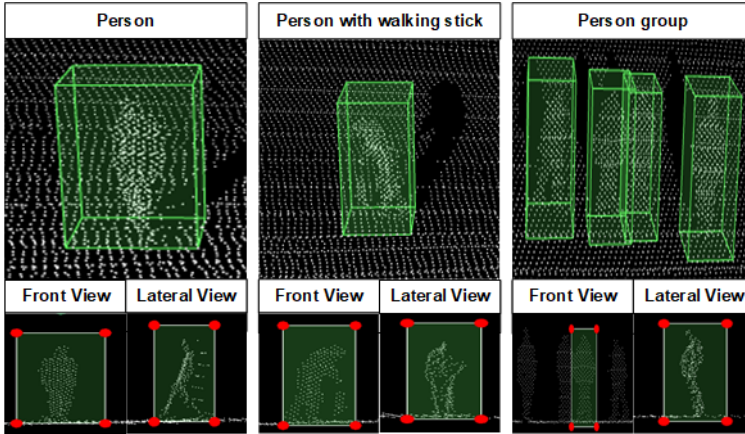 Person
Person with walking stick
Person group
Front View
Lateral View
Front View
Lateral View
Front View
Lateral View